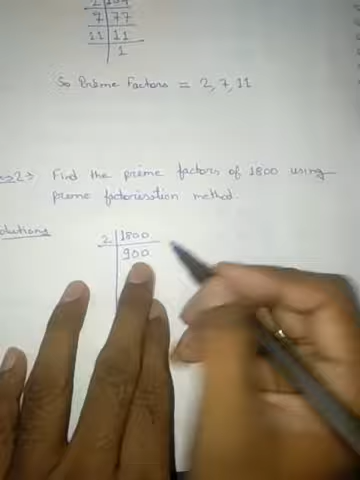 7 | 77
11 | 11
1
So Prime Factors = 2, 7, 11
Find the prime factors of 1800 using
prime factorisation method.
2 | 1800
900